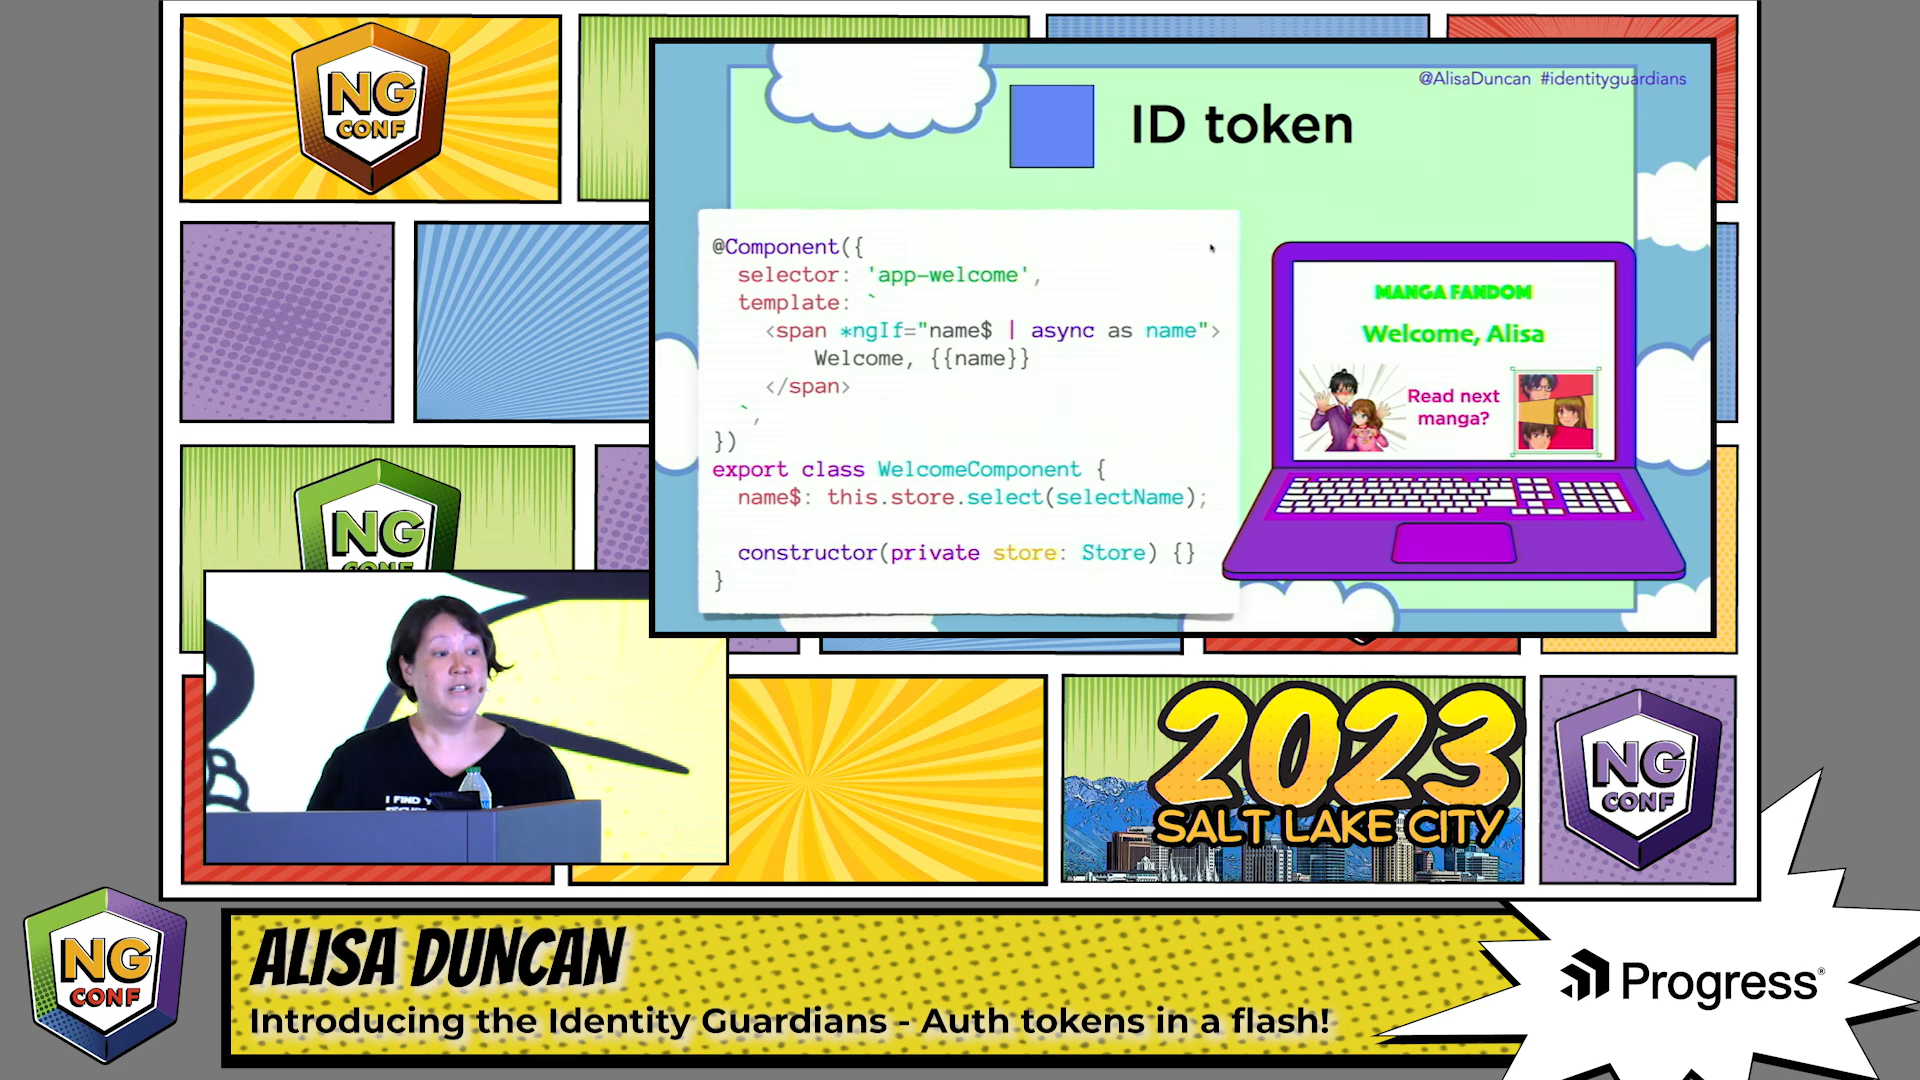 NG
CONF
@AlisaDuncan #identityguardians
ID token
@Component({
selector: 'app-welcome',
template: `
<span *ngIf="name$ | async as name">
Welcome, {{name}}
</span>
`,
})
export class WelcomeComponent {
name$: this.store.select(selectName);
constructor(private store: Store) {}
}
MANGA FANDOM
Welcome, Alisa
Read next
manga?
NG
CONF
I FIND
2023
SALT LAKE CITY
NG
CONF
NG
CONF
ALISA DUNCAN
Introducing the Identity Guardians - Auth tokens in a flash!
Progress®